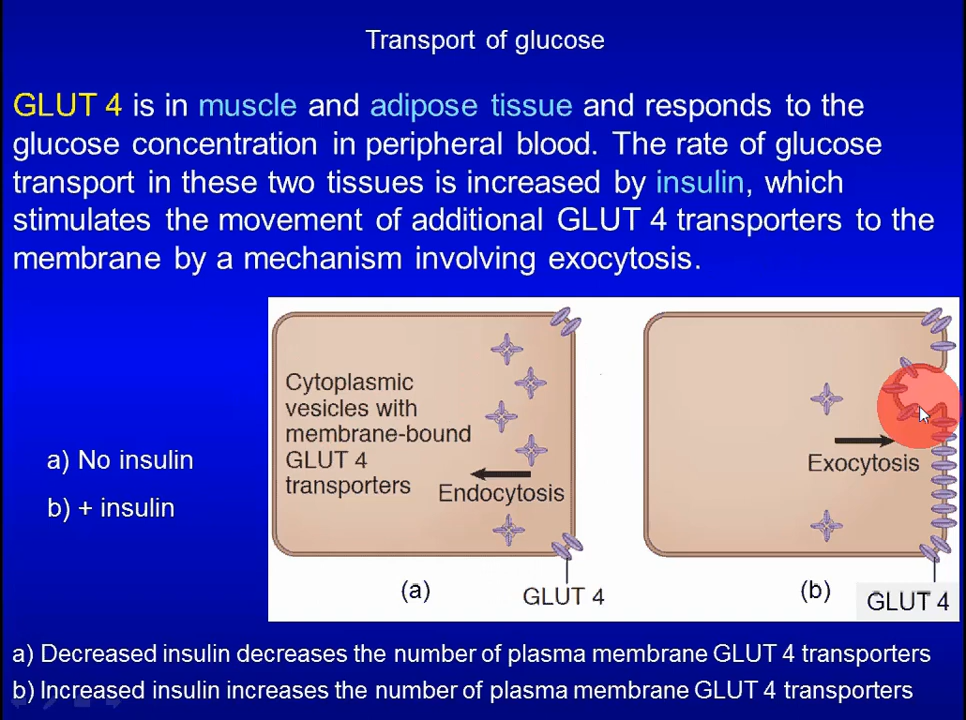 Transport of glucose
GLUT 4 is in muscle and adipose tissue and responds to the
glucose concentration in peripheral blood. The rate of glucose
transport in these two tissues is increased by insulin, which
stimulates the movement of additional GLUT 4 transporters to the
membrane by a mechanism involving exocytosis.
Cytoplasmic
vesicles with
membrane-bound
GLUT 4
transporters
Endocytosis
Exocytosis
a) No insulin
b) + insulin
(a)
GLUT 4
(b)
GLUT 4
a) Decreased insulin decreases the number of plasma membrane GLUT 4 transporters
b) Increased insulin increases the number of plasma membrane GLUT 4 transporters